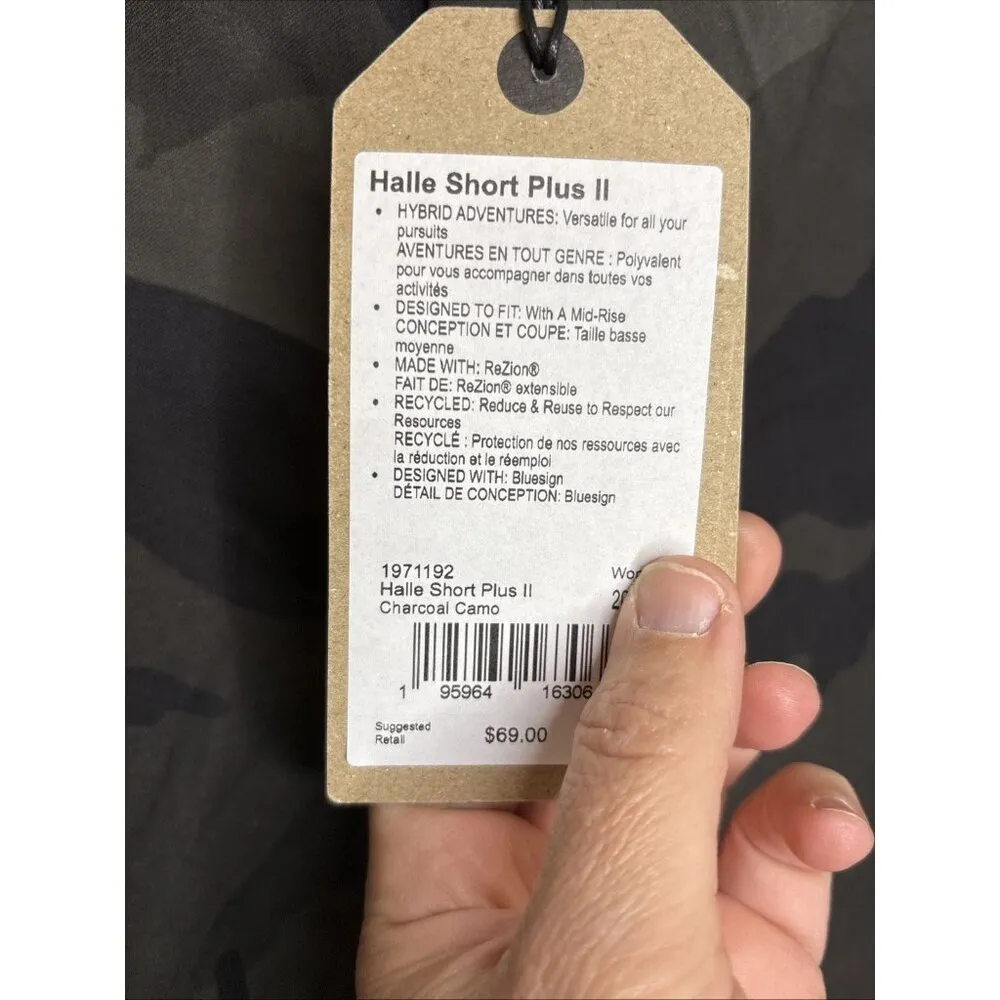 Halle Short Plus II
• HYBRID ADVENTURES: Versatile for all your
pursuits
AVENTURES EN TOUT GENRE : Polyvalent
pour vous accompagner dans toutes vos
activités
• DESIGNED TO FIT: With A Mid-Rise
CONCEPTION ET COUPE: Taille basse
moyenne
• MADE WITH: ReZion®
FAIT DE: ReZion® extensible
• RECYCLED: Reduce & Reuse to Respect our
Resources
RECYCLÉ : Protection de nos ressources avec
la réduction et le réemploi
• DESIGNED WITH: Bluesign
DÉTAIL DE CONCEPTION: Bluesign
1971192
Halle Short Plus II
Charcoal Camo
1 95964 16306
Suggested
Retail
$69.00